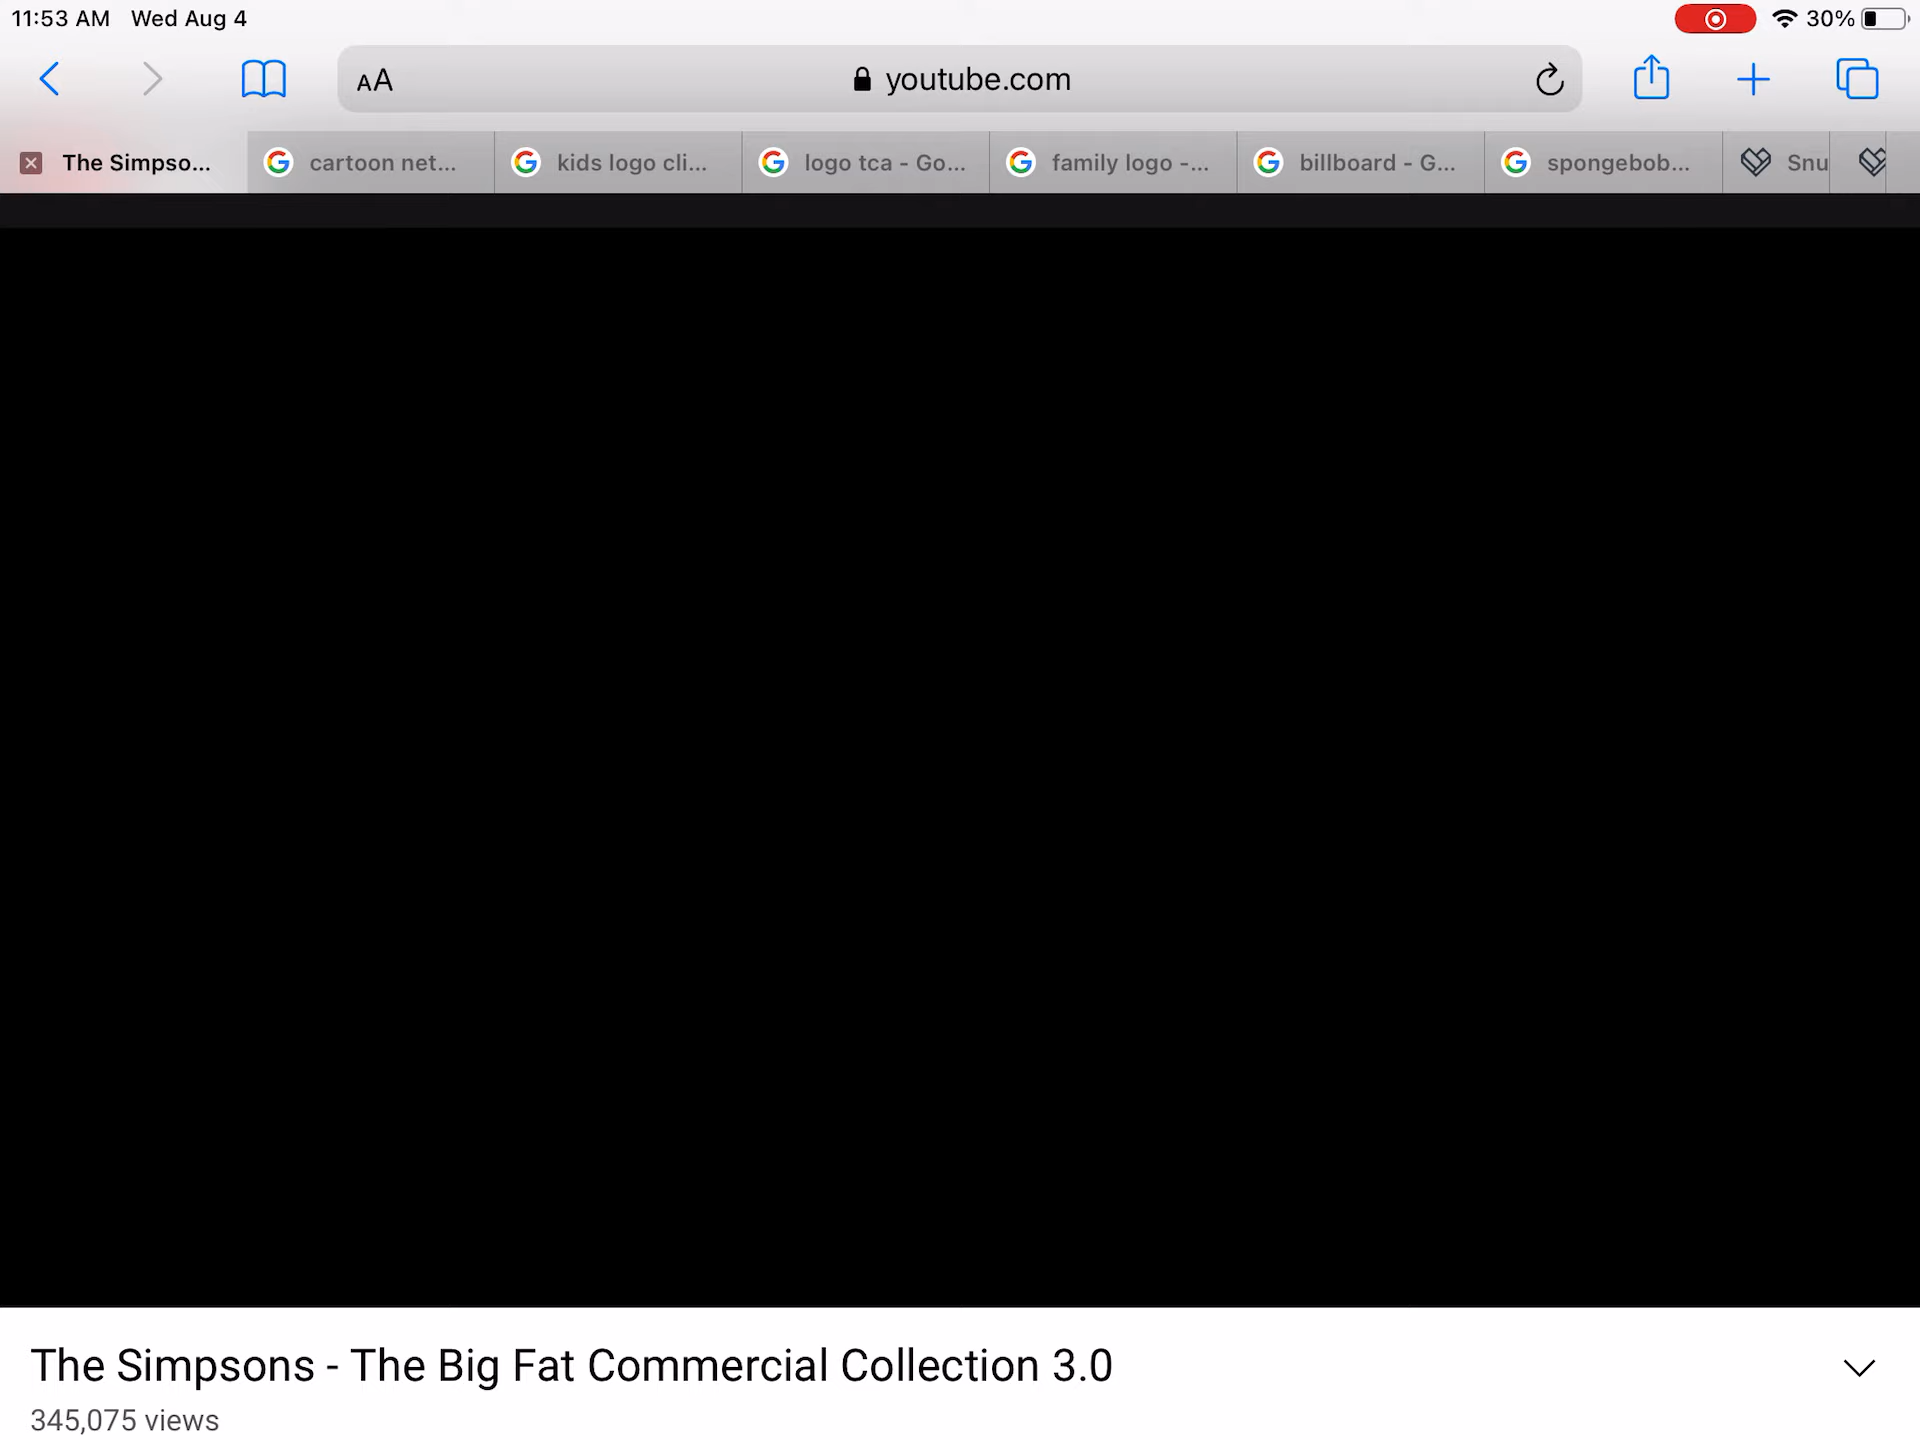 11:53 AM Wed Aug 4 30%
AA youtube.com
The Simpso... cartoon net... kids logo cli... logo tca - Go... family logo -... billboard - G... spongebob... Snu
The Simpsons - The Big Fat Commercial Collection 3.0
345,075 views